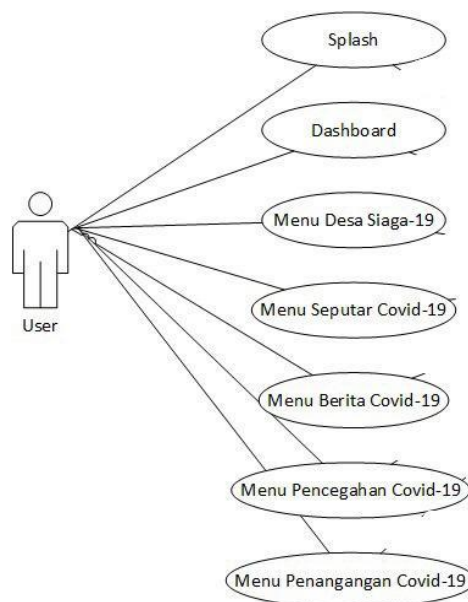 Splash
Dashboard
Menu Desa Siaga-19
Menu Seputar Covid-19
User
Menu Berita Covid-19
Menu Pencegahan Covid-19
Menu Penangangan Covid-19